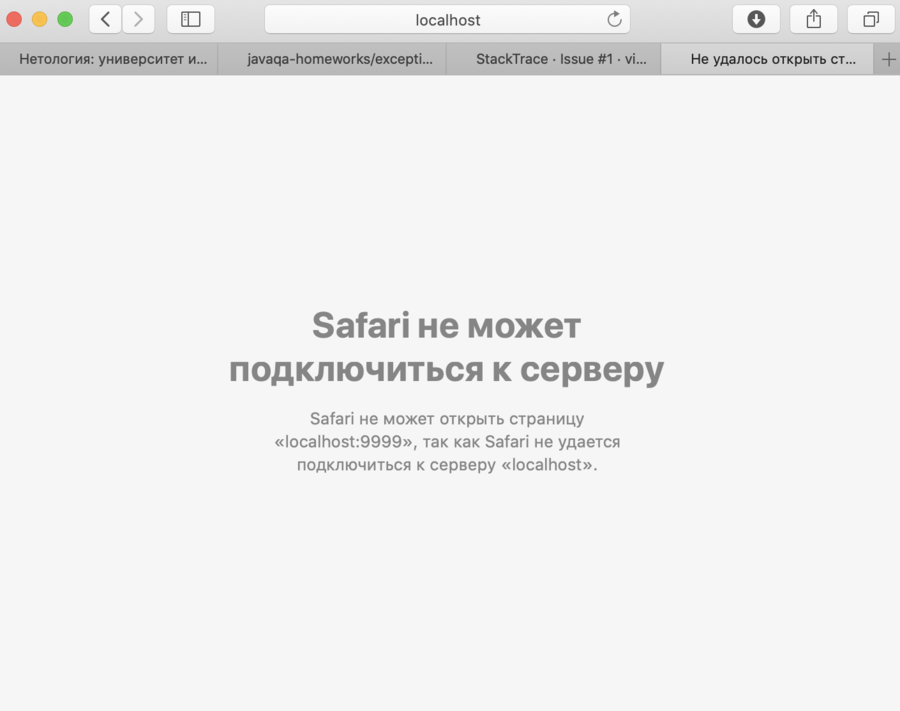 localhost
Нетология: университет и...
javaqa-homeworks/excepti...
StackTrace · Issue #1 · vi...
Не удалось открыть ст...
Safari не может
подключиться к серверу
Safari не может открыть страницу
«localhost:9999», так как Safari не удается
подключиться к серверу «localhost».